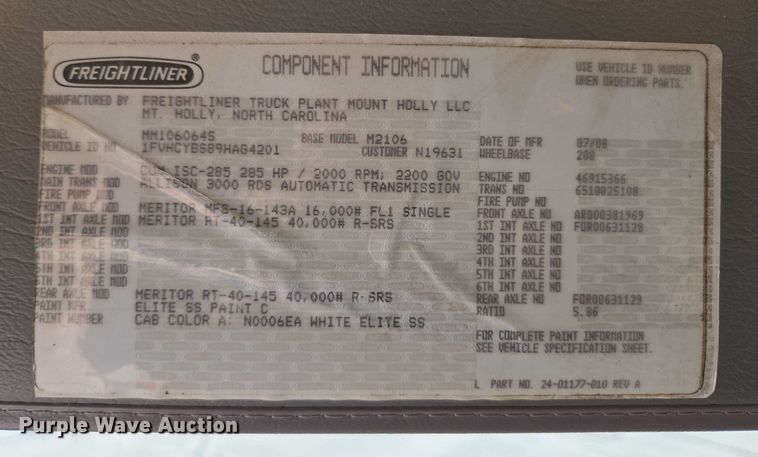 FREIGHTLINER®
COMPONENT INFORMATION
USE VEHICLE ID NUMBER
WHEN ORDERING PARTS.
MANUFACTURED BY FREIGHTLINER TRUCK PLANT MOUNT HOLLY LLC
MT. HOLLY, NORTH CAROLINA
MODEL MM106064S BASE MODEL M2106 DATE OF MFR 07/08
VEHICLE ID NO 1FVHCYBS89HAG4201 CUSTOMER N19631 WHEELBASE 208
ENGINE MOD CUM ISC-285 285 HP / 2000 RPM; 2200 GOV ENGINE NO 46915366
MAIN TRANS MOD ALLISON 3000 RDS AUTOMATIC TRANSMISSION TRANS NO 6510825108
FIRE PUMP MOD FIRE PUMP NO
FRONT AXLE MOD MERITOR MFS-16-143A 16,000# FL1 SINGLE FRONT AXLE NO ARD00381969
1ST INT AXLE MOD MERITOR RT-40-145 40,000# R-SRS 1ST INT AXLE NO FOR00631128
2ND INT AXLE MOD 2ND INT AXLE NO
3RD INT AXLE MOD 3RD INT AXLE NO
4TH INT AXLE MOD 4TH INT AXLE NO
5TH INT AXLE MOD 5TH INT AXLE NO
6TH INT AXLE MOD 6TH INT AXLE NO
REAR AXLE MOD MERITOR RT-40-145 40,000# R-SRS REAR AXLE NO FOR00631129
PAINT MFR ELITE SS PAINT C RATIO 5.86
PAINT NUMBER CAB COLOR A: N0006EA WHITE ELITE SS
FOR COMPLETE PAINT INFORMATION
SEE VEHICLE SPECIFICATION SHEET.
L PART NO. 24-01177-010 REV A
Purple Wave Auction